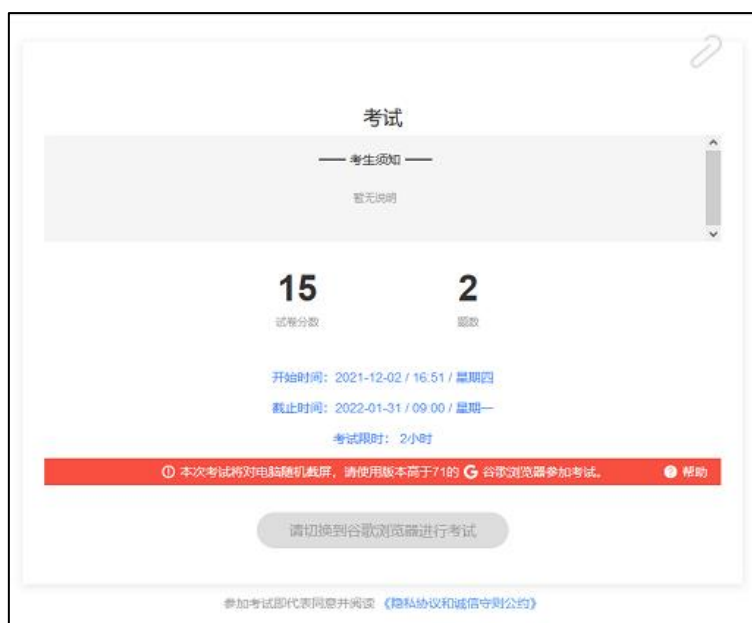 考试
考生须知
暂无说明
15 2
试卷分数 题数
开始时间：2021-12-02 / 16:51 / 星期四
截止时间：2022-01-31 / 09:00 / 星期一
考试限时： 2小时
本次考试将对电脑随机截屏，请使用版本高于71的 G 谷歌浏览器参加考试。 帮助
请切换到谷歌浏览器进行考试
参加考试即代表同意并阅读 《隐私协议和诚信守则公约》